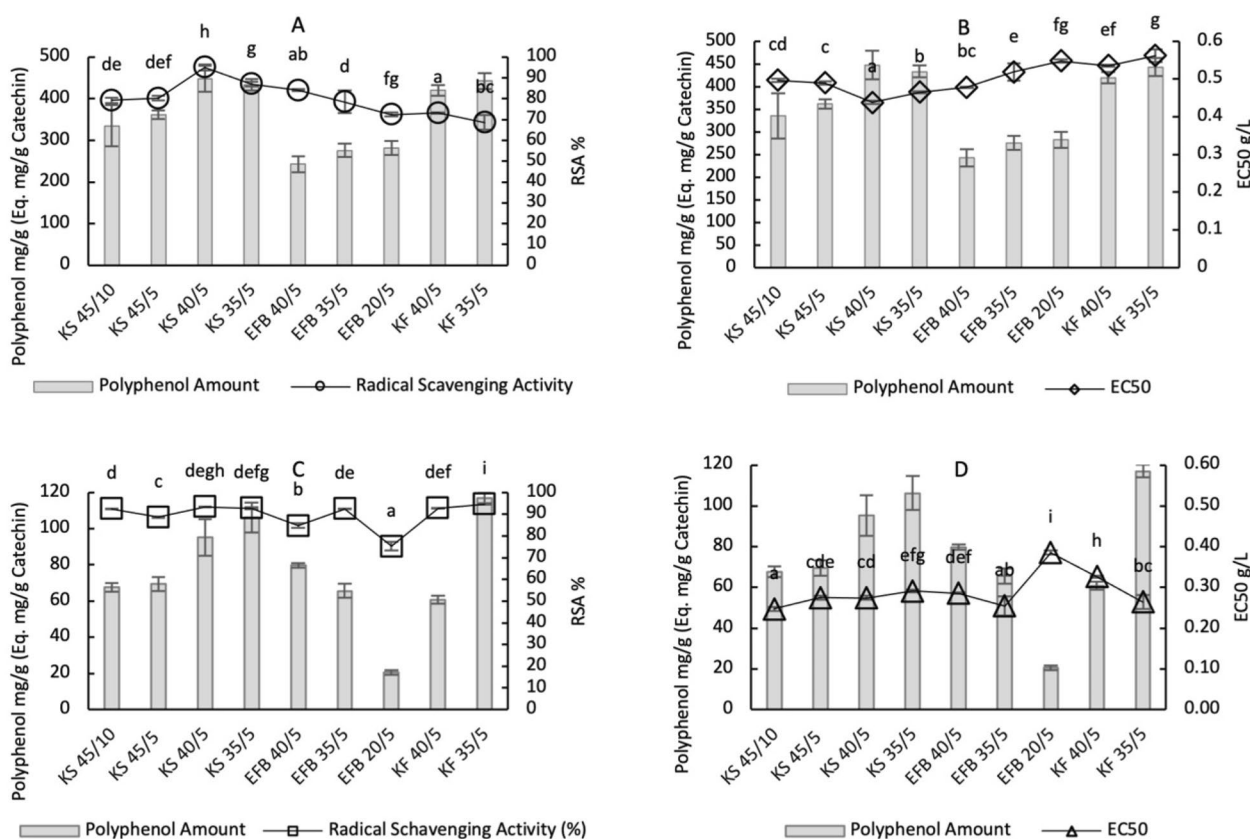 A
de def h g ab d fg a bc
Polyphenol mg/g (Eq. mg/g Catechin)
500
400
300
200
100
0
100
90
80
70
60
50
40
30
20
10
0
RSA %
KS 45/10 KS 45/5 KS 40/5 KS 35/5 EFB 40/5 EFB 35/5 EFB 20/5 KF 40/5 KF 35/5
Polyphenol Amount Radical Scavenging Activity
B
cd c a b bc e fg ef g
Polyphenol mg/g (Eq. mg/g Catechin)
500
450
400
350
300
250
200
150
100
50
0
0.6
0.5
0.4
0.3
0.2
0.1
0
EC50 g/L
KS 45/10 KS 45/5 KS 40/5 KS 35/5 EFB 40/5 EFB 35/5 EFB 20/5 KF 40/5 KF 35/5
Polyphenol Amount EC50
C
d c degh defg b de a def i
Polyphenol mg/g (Eq. mg/g Catechin)
120
100
80
60
40
20
0
100
90
80
70
60
50
40
30
20
10
0
RSA %
KS 45/10 KS 45/5 KS 40/5 KS 35/5 EFB 40/5 EFB 35/5 EFB 20/5 KF 40/5 KF 35/5
Polyphenol Amount Radical Schavenging Activity (%)
D
a cde cd efg def ab i h bc
Polyphenol mg/g (Eq. mg/g Catechin)
120
100
80
60
40
20
0
0.60
0.50
0.40
0.30
0.20
0.10
0.00
EC50 g/L
KS 45/10 KS 45/5 KS 40/5 KS 35/5 EFB 40/5 EFB 35/5 EFB 20/5 KF 40/5 KF 35/5
Polyphenol Amount EC50